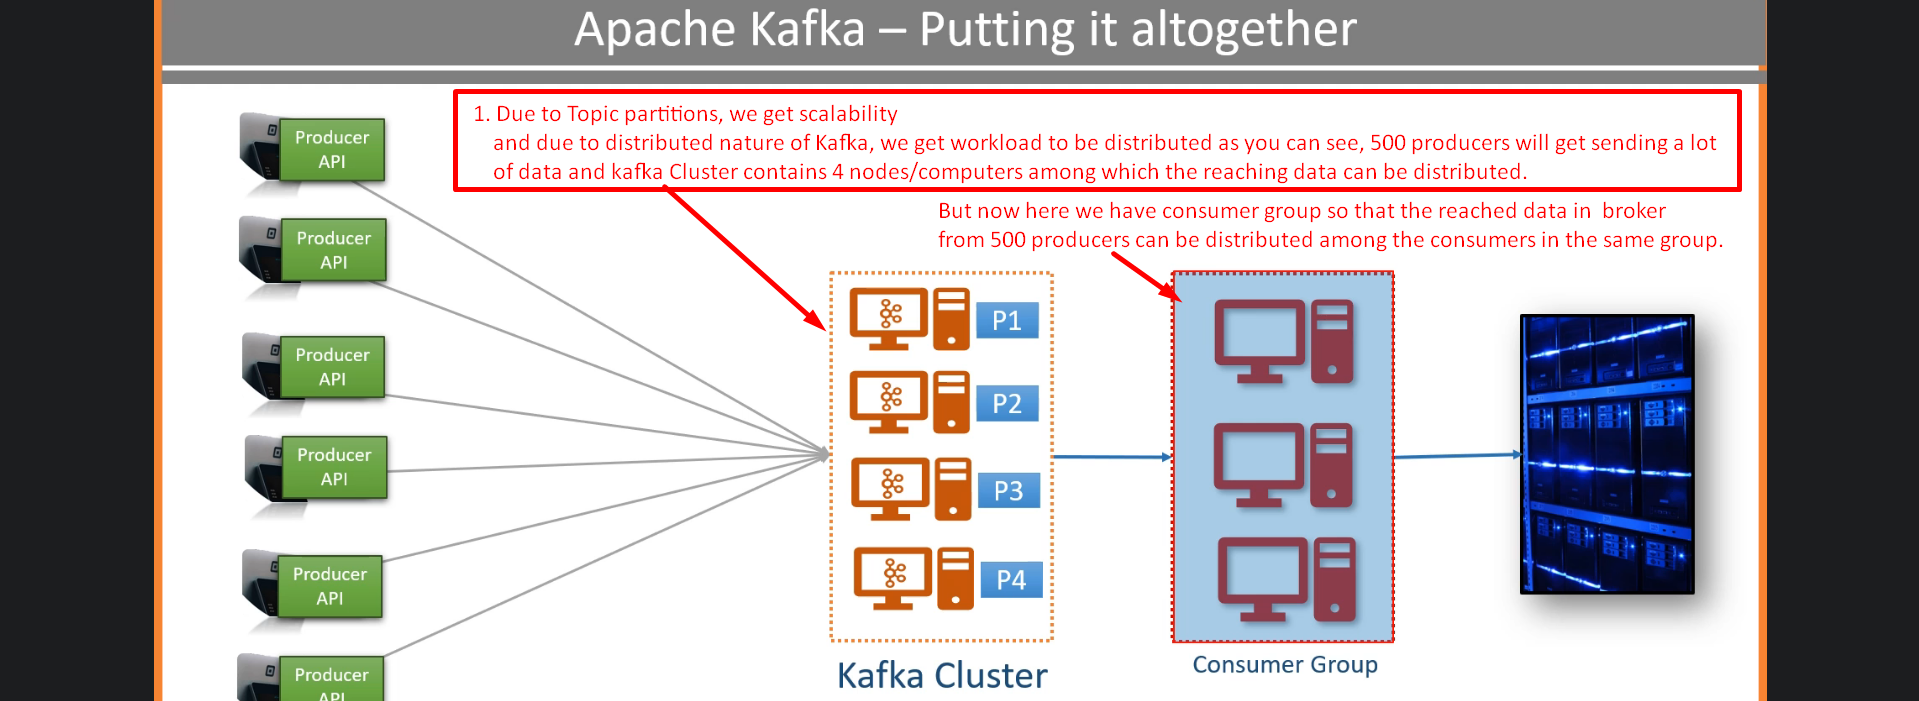 Apache Kafka – Putting it altogether
1. Due to Topic partitions, we get scalability
and due to distributed nature of Kafka, we get workload to be distributed as you can see, 500 producers will get sending a lot
of data and kafka Cluster contains 4 nodes/computers among which the reaching data can be distributed.
But now here we have consumer group so that the reached data in broker
from 500 producers can be distributed among the consumers in the same group.
Producer
API
Producer
API
Producer
API
Producer
API
Producer
API
Producer
API
P1
P2
P3
P4
Kafka Cluster
Consumer Group